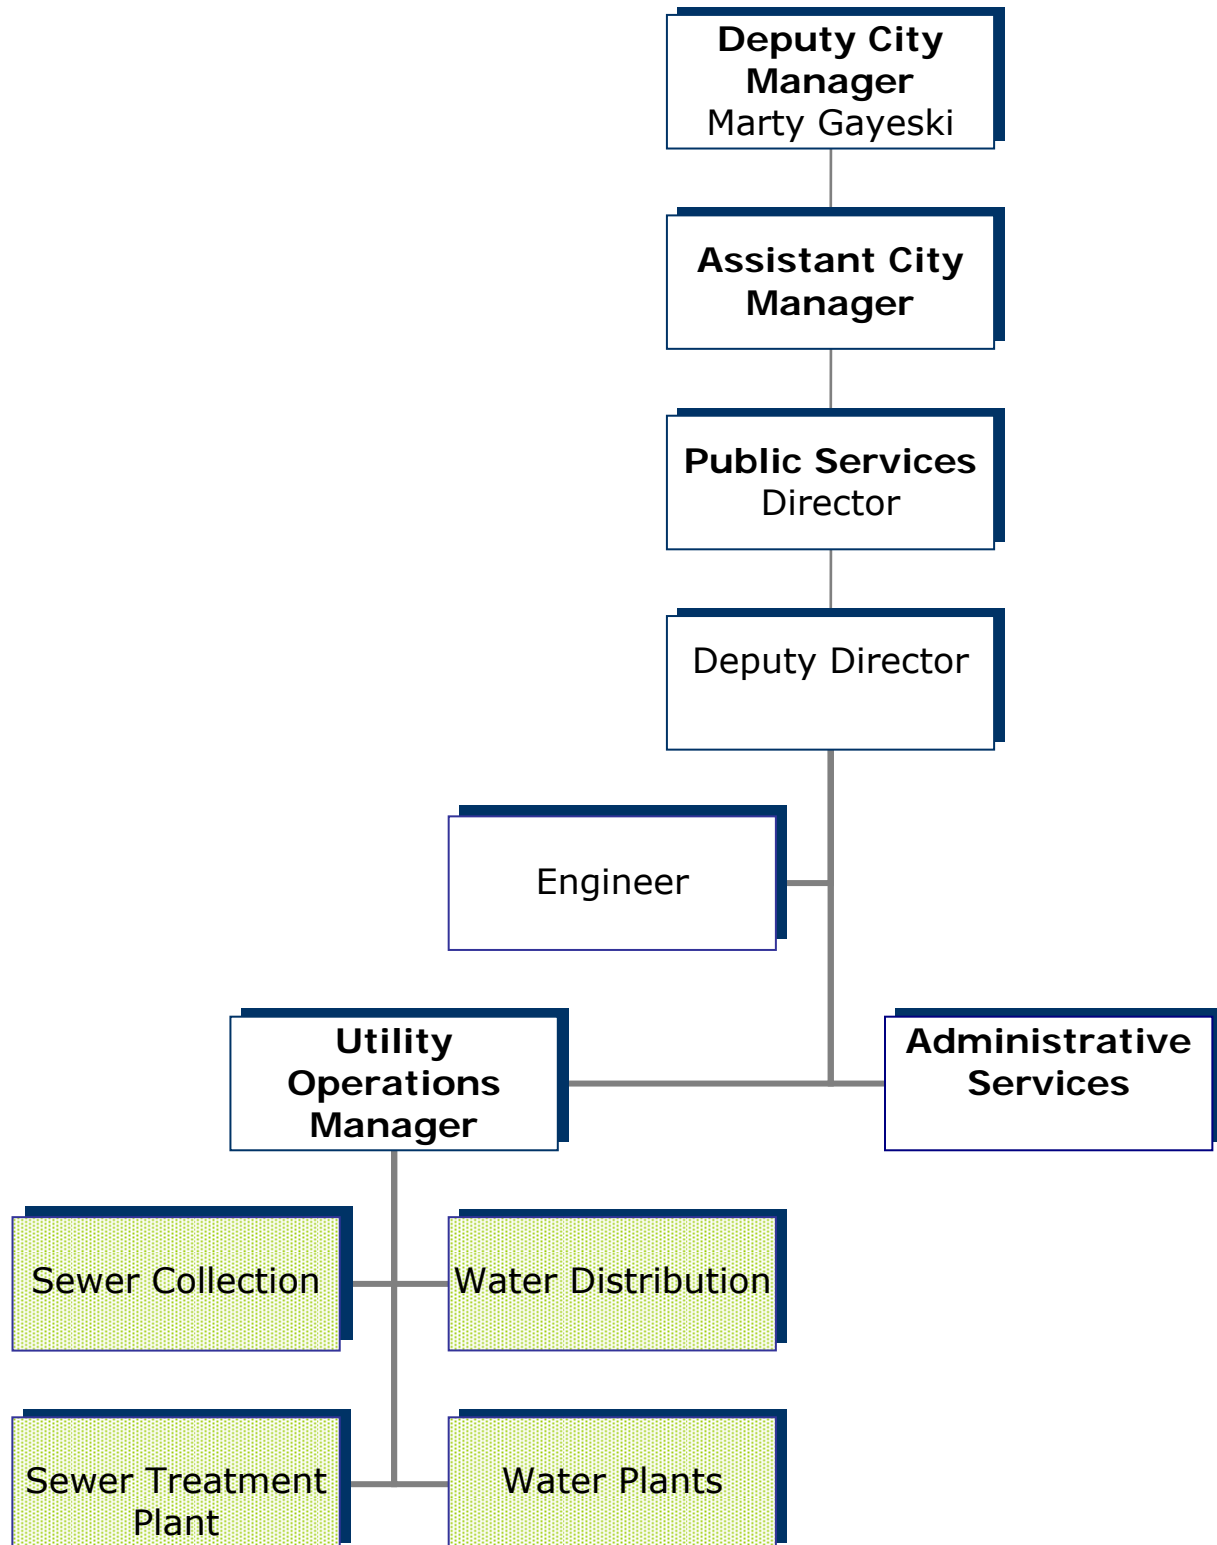 Deputy City
Manager
Marty Gayeski
Assistant City
Manager
Public Services
Director
Deputy Director
Engineer
Utility
Operations
Manager
Administrative
Services
Sewer Collection
Water Distribution
Sewer Treatment
Plant
Water Plants